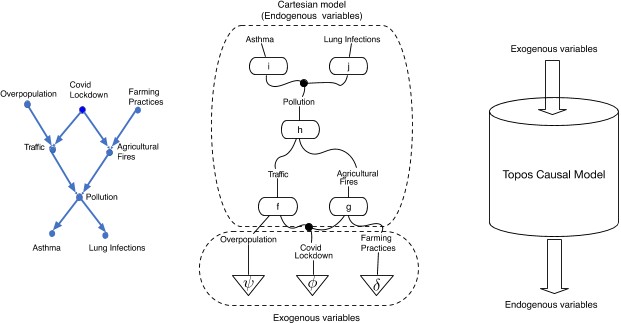 Overpopulation
Covid
Lockdown
Farming
Practices
Traffic
Agricultural
Fires
Pollution
Asthma
Lung Infections
Cartesian model
(Endogenous variables)
Asthma
Lung Infections
i
j
Pollution
h
Traffic
Agricultural
Fires
f
g
Overpopulation
Covid
Lockdown
Farming
Practices
ψ
ϕ
δ
Exogenous variables
Exogenous variables
Topos Causal Model
Endogenous variables